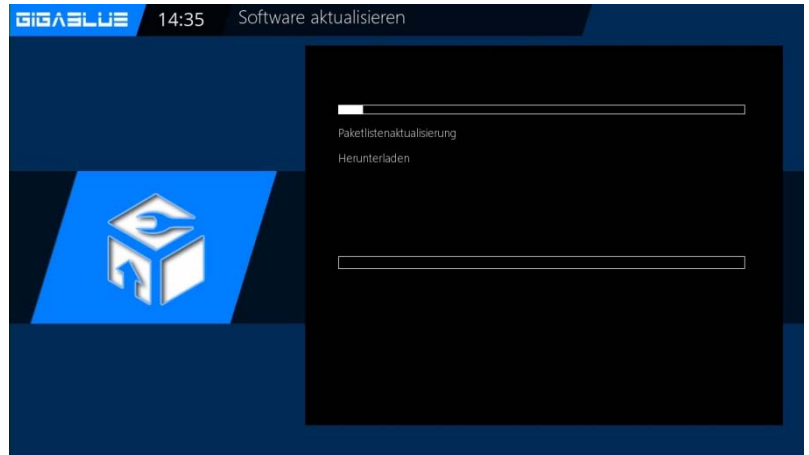 GIGABLUE 14:35 Software aktualisieren
Paketlistenaktualisierung
Herunterladen